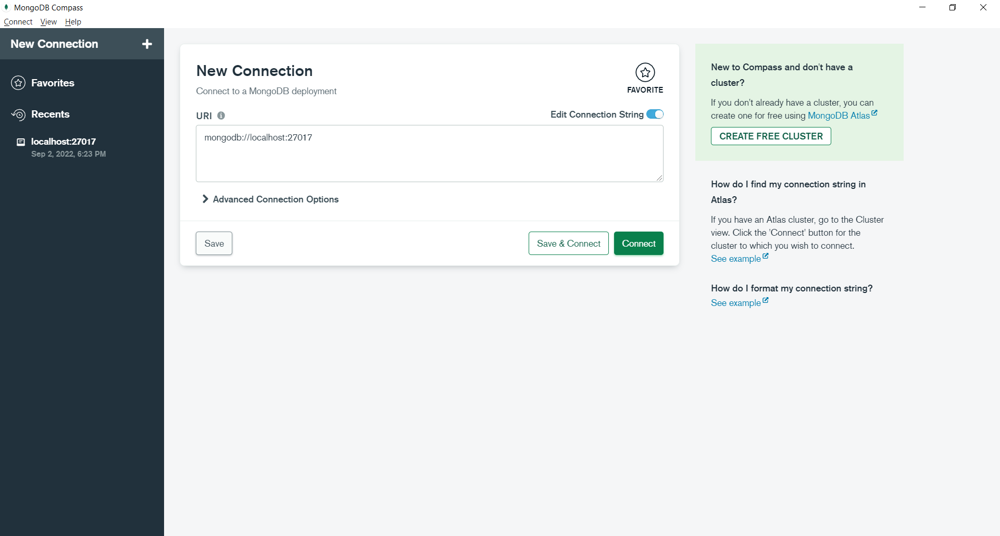 MongoDB Compass
Connect View Help
New Connection
Favorites
Recents
localhost:27017
Sep 2, 2022, 6:23 PM
New Connection
Connect to a MongoDB deployment
FAVORITE
URI
Edit Connection String
mongodb://localhost:27017
Advanced Connection Options
Save
Save & Connect
Connect
New to Compass and don't have a
cluster?
If you don't already have a cluster, you can
create one for free using MongoDB Atlas
CREATE FREE CLUSTER
How do I find my connection string in
Atlas?
If you have an Atlas cluster, go to the Cluster
view. Click the 'Connect' button for the
cluster to which you wish to connect.
See example
How do I format my connection string?
See example